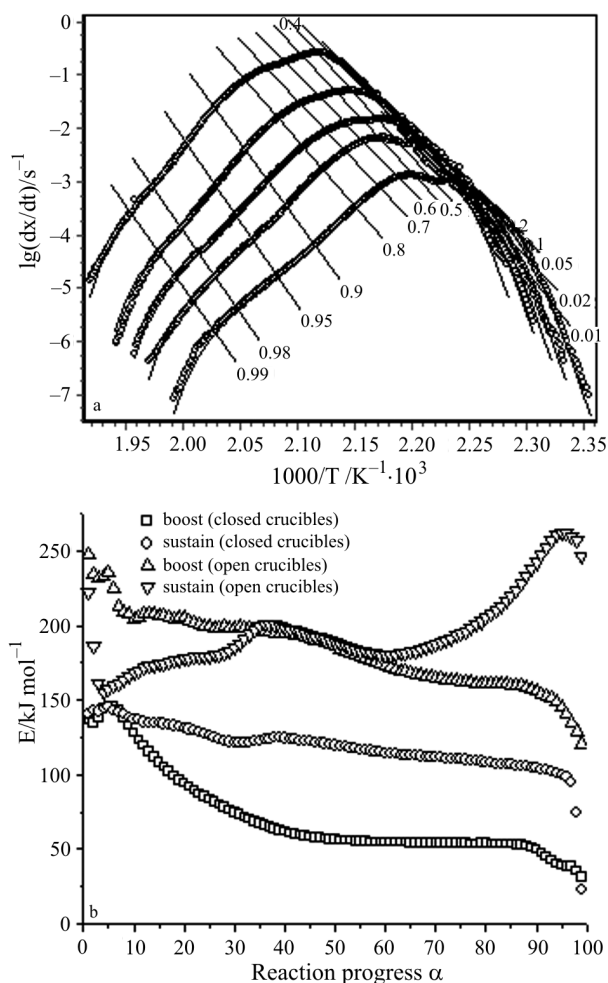 0
–1
–2
–3
–4
–5
–6
–7
lg(dx/dt)/s⁻¹
0.4
0.6
0.5
0.7
0.8
0.9
0.95
0.98
0.99
2
.1
0.05
0.02
0.01
a
1.95 2.00 2.05 2.10 2.15 2.20 2.25 2.30 2.35
1000/T /K⁻¹·10³
250
200
150
100
50
0
E/kJ mol⁻¹
boost (closed crucibles)
sustain (closed crucibles)
boost (open crucibles)
sustain (open crucibles)
b
0 10 20 30 40 50 60 70 80 90 100
Reaction progress α